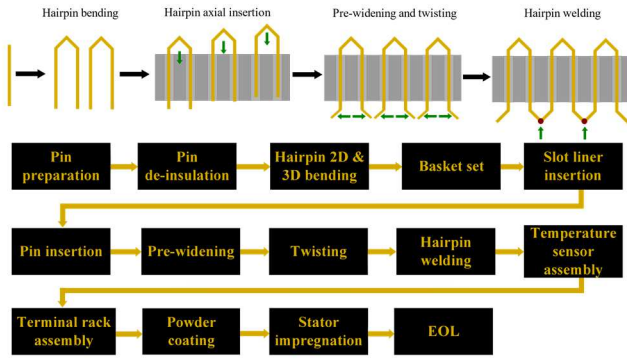 Hairpin bending
Hairpin axial insertion
Pre-widening and twisting
Hairpin welding
Pin
preparation
Pin
de-insulation
Hairpin 2D &
3D bending
Basket set
Slot liner
insertion
Pin insertion
Pre-widening
Twisting
Hairpin
welding
Temperature
sensor
assembly
Terminal rack
assembly
Powder
coating
Stator
impregnation
EOL